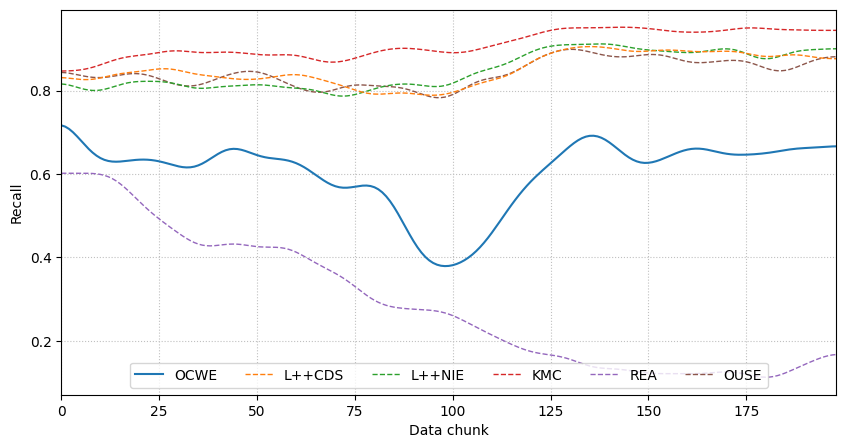 Recall
0.8
0.6
0.4
0.2
OCWE L++CDS L++NIE KMC REA OUSE
0 25 50 75 100 125 150 175
Data chunk